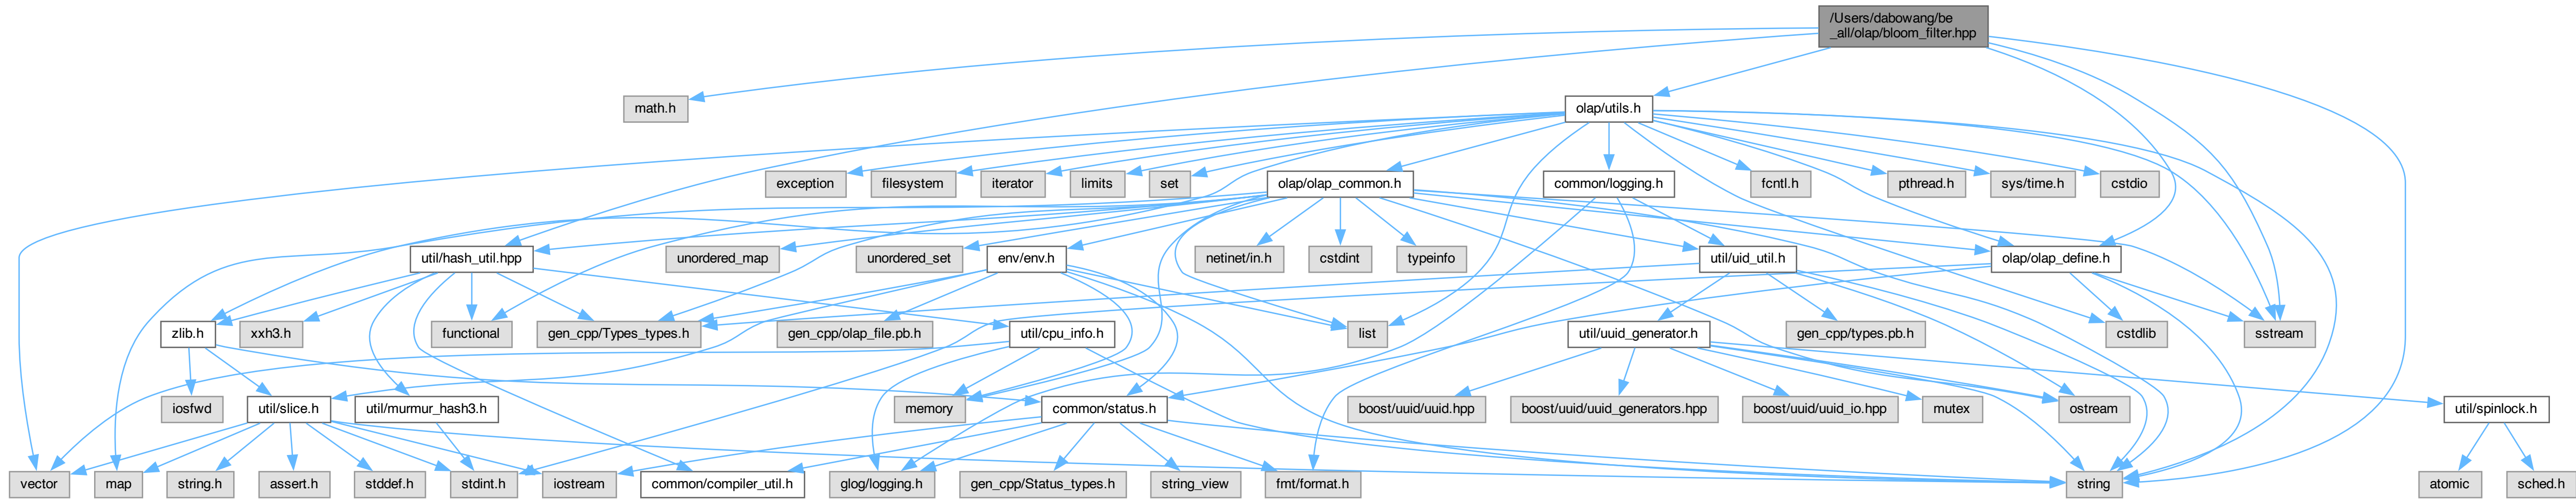 /Users/dabowang/be
_all/olap/bloom_filter.hpp
math.h
olap/utils.h
exception
filesystem
iterator
limits
set
olap/olap_common.h
common/logging.h
fcntl.h
pthread.h
sys/time.h
cstdio
util/hash_util.hpp
unordered_map
unordered_set
env/env.h
netinet/in.h
cstdint
typeinfo
util/uid_util.h
olap/olap_define.h
zlib.h
xxh3.h
functional
gen_cpp/Types_types.h
gen_cpp/olap_file.pb.h
util/cpu_info.h
list
util/uuid_generator.h
gen_cpp/types.pb.h
cstdlib
sstream
iosfwd
util/slice.h
util/murmur_hash3.h
memory
common/status.h
boost/uuid/uuid.hpp
boost/uuid/uuid_generators.hpp
boost/uuid/uuid_io.hpp
mutex
ostream
util/spinlock.h
vector
map
string.h
assert.h
stddef.h
stdint.h
iostream
common/compiler_util.h
glog/logging.h
gen_cpp/Status_types.h
string_view
fmt/format.h
string
atomic
sched.h